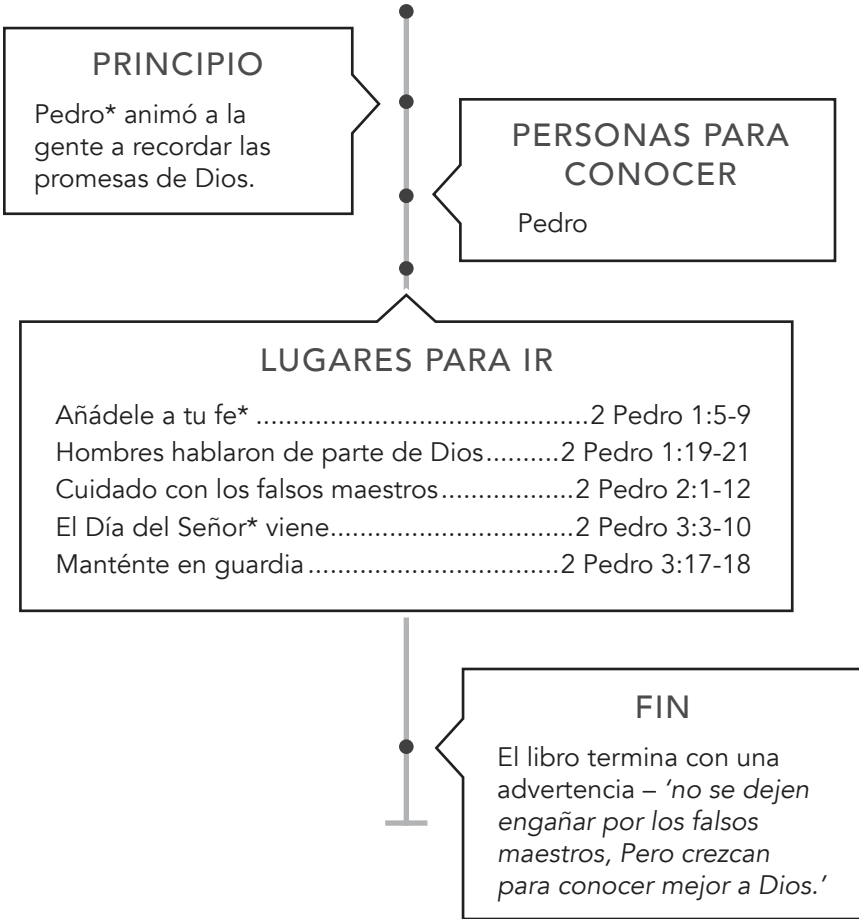 PRINCIPIO
Pedro* animó a la
gente a recordar las
promesas de Dios.
PERSONAS PARA
CONOCER
Pedro
LUGARES PARA IR
Añádele a tu fe* ............................................2 Pedro 1:5-9
Hombres hablaron de parte de Dios..........2 Pedro 1:19-21
Cuidado con los falsos maestros.................2 Pedro 2:1-12
El Día del Señor* viene................................2 Pedro 3:3-10
Manténte en guardia.................................2 Pedro 3:17-18
FIN
El libro termina con una
advertencia – ‘no se dejen
engañar por los falsos
maestros, Pero crezcan
para conocer mejor a Dios.’